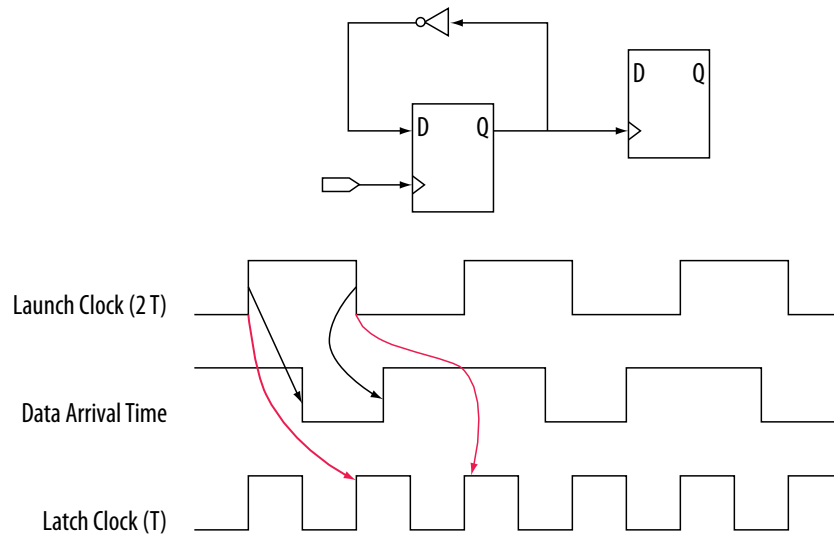 D Q
D Q
Launch Clock (2 T)
Data Arrival Time
Latch Clock (T)